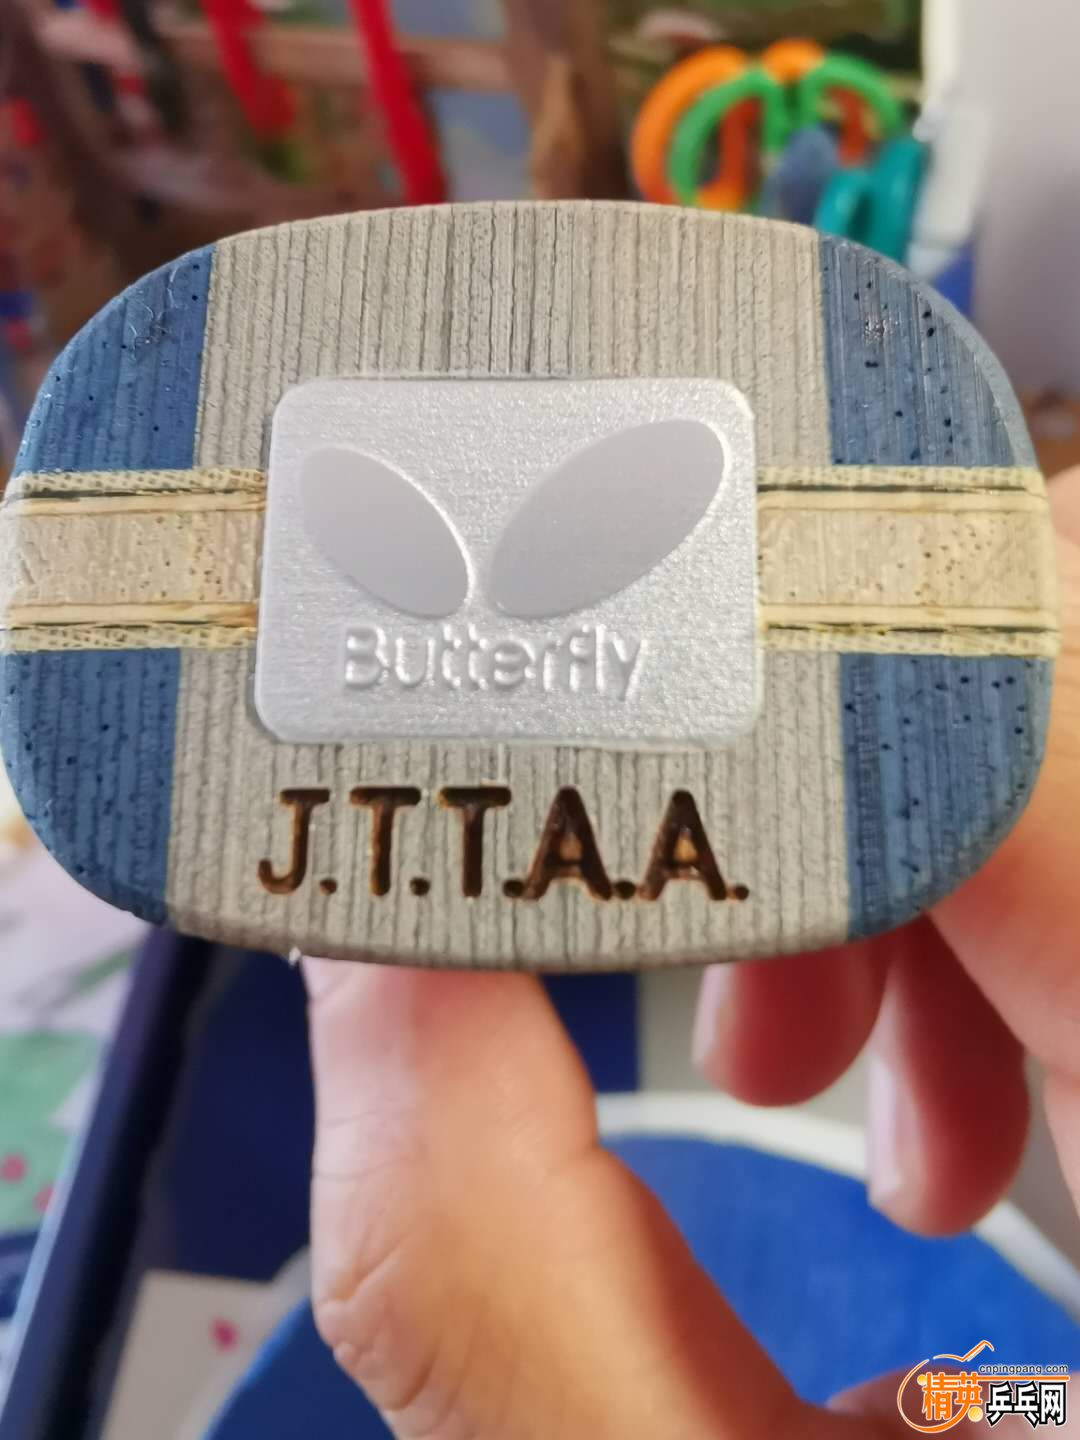 Butterfly
J.T.T.A.A.
cnpingpang.com
精英乒乓网